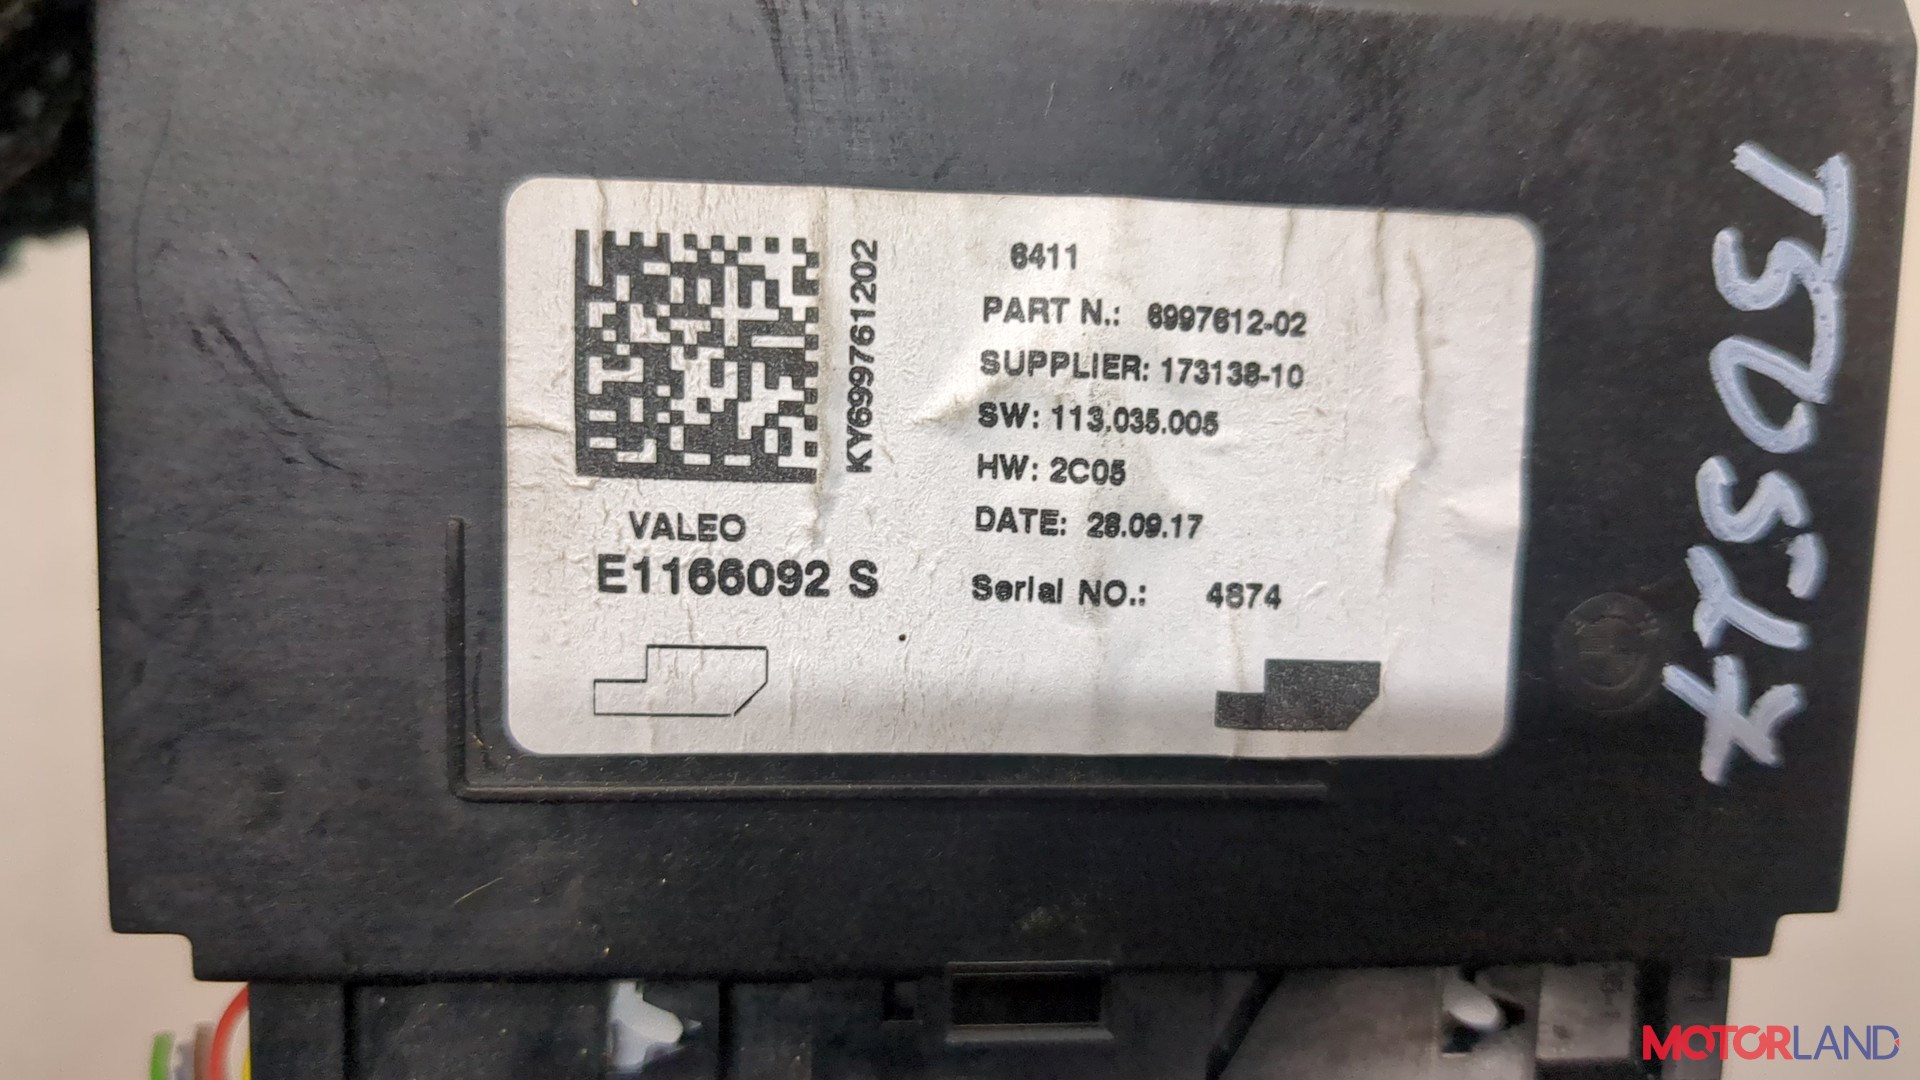 6411
PART N.: 6997612-02
SUPPLIER: 173138-10
SW: 113.035.005
HW: 2C05
DATE: 28.09.17
Serial NO.: 4874
KY699761202
VALEO
E1166092 S
MOTORLAND